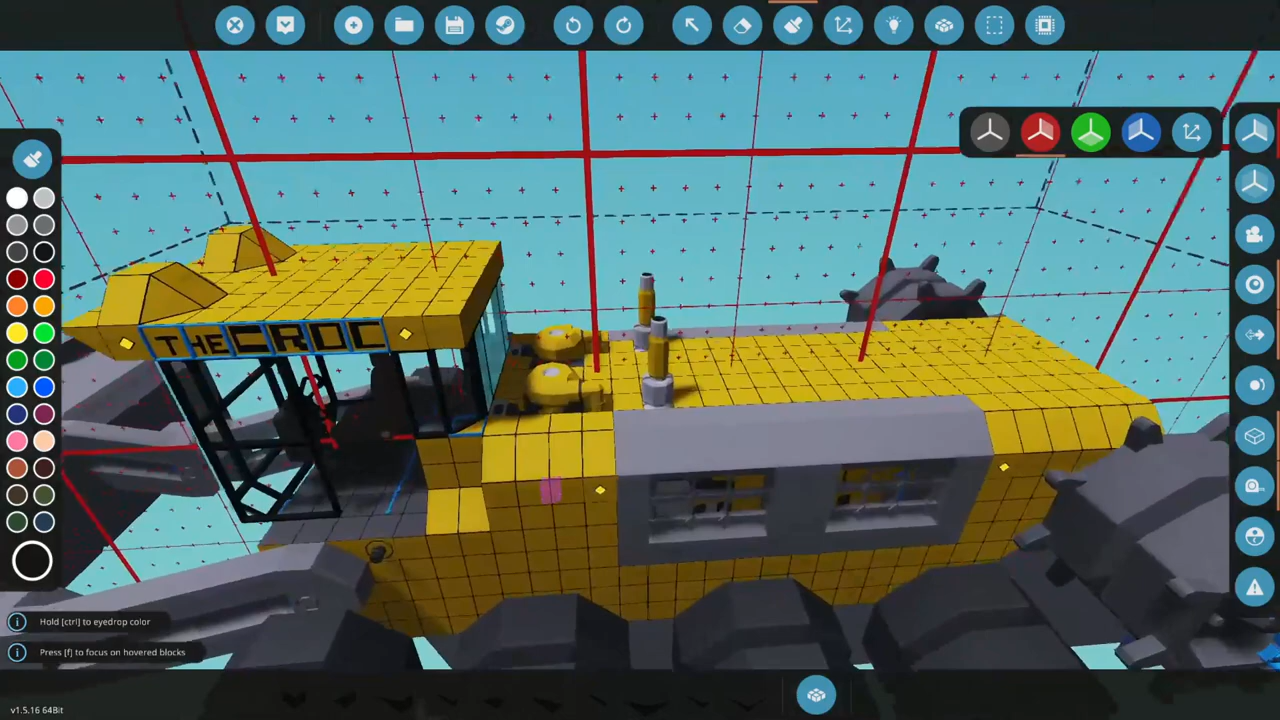 THE CROC
Hold [ctrl] to eyedrop color
Press [f] to focus on hovered blocks
v1.5.16 64Bit